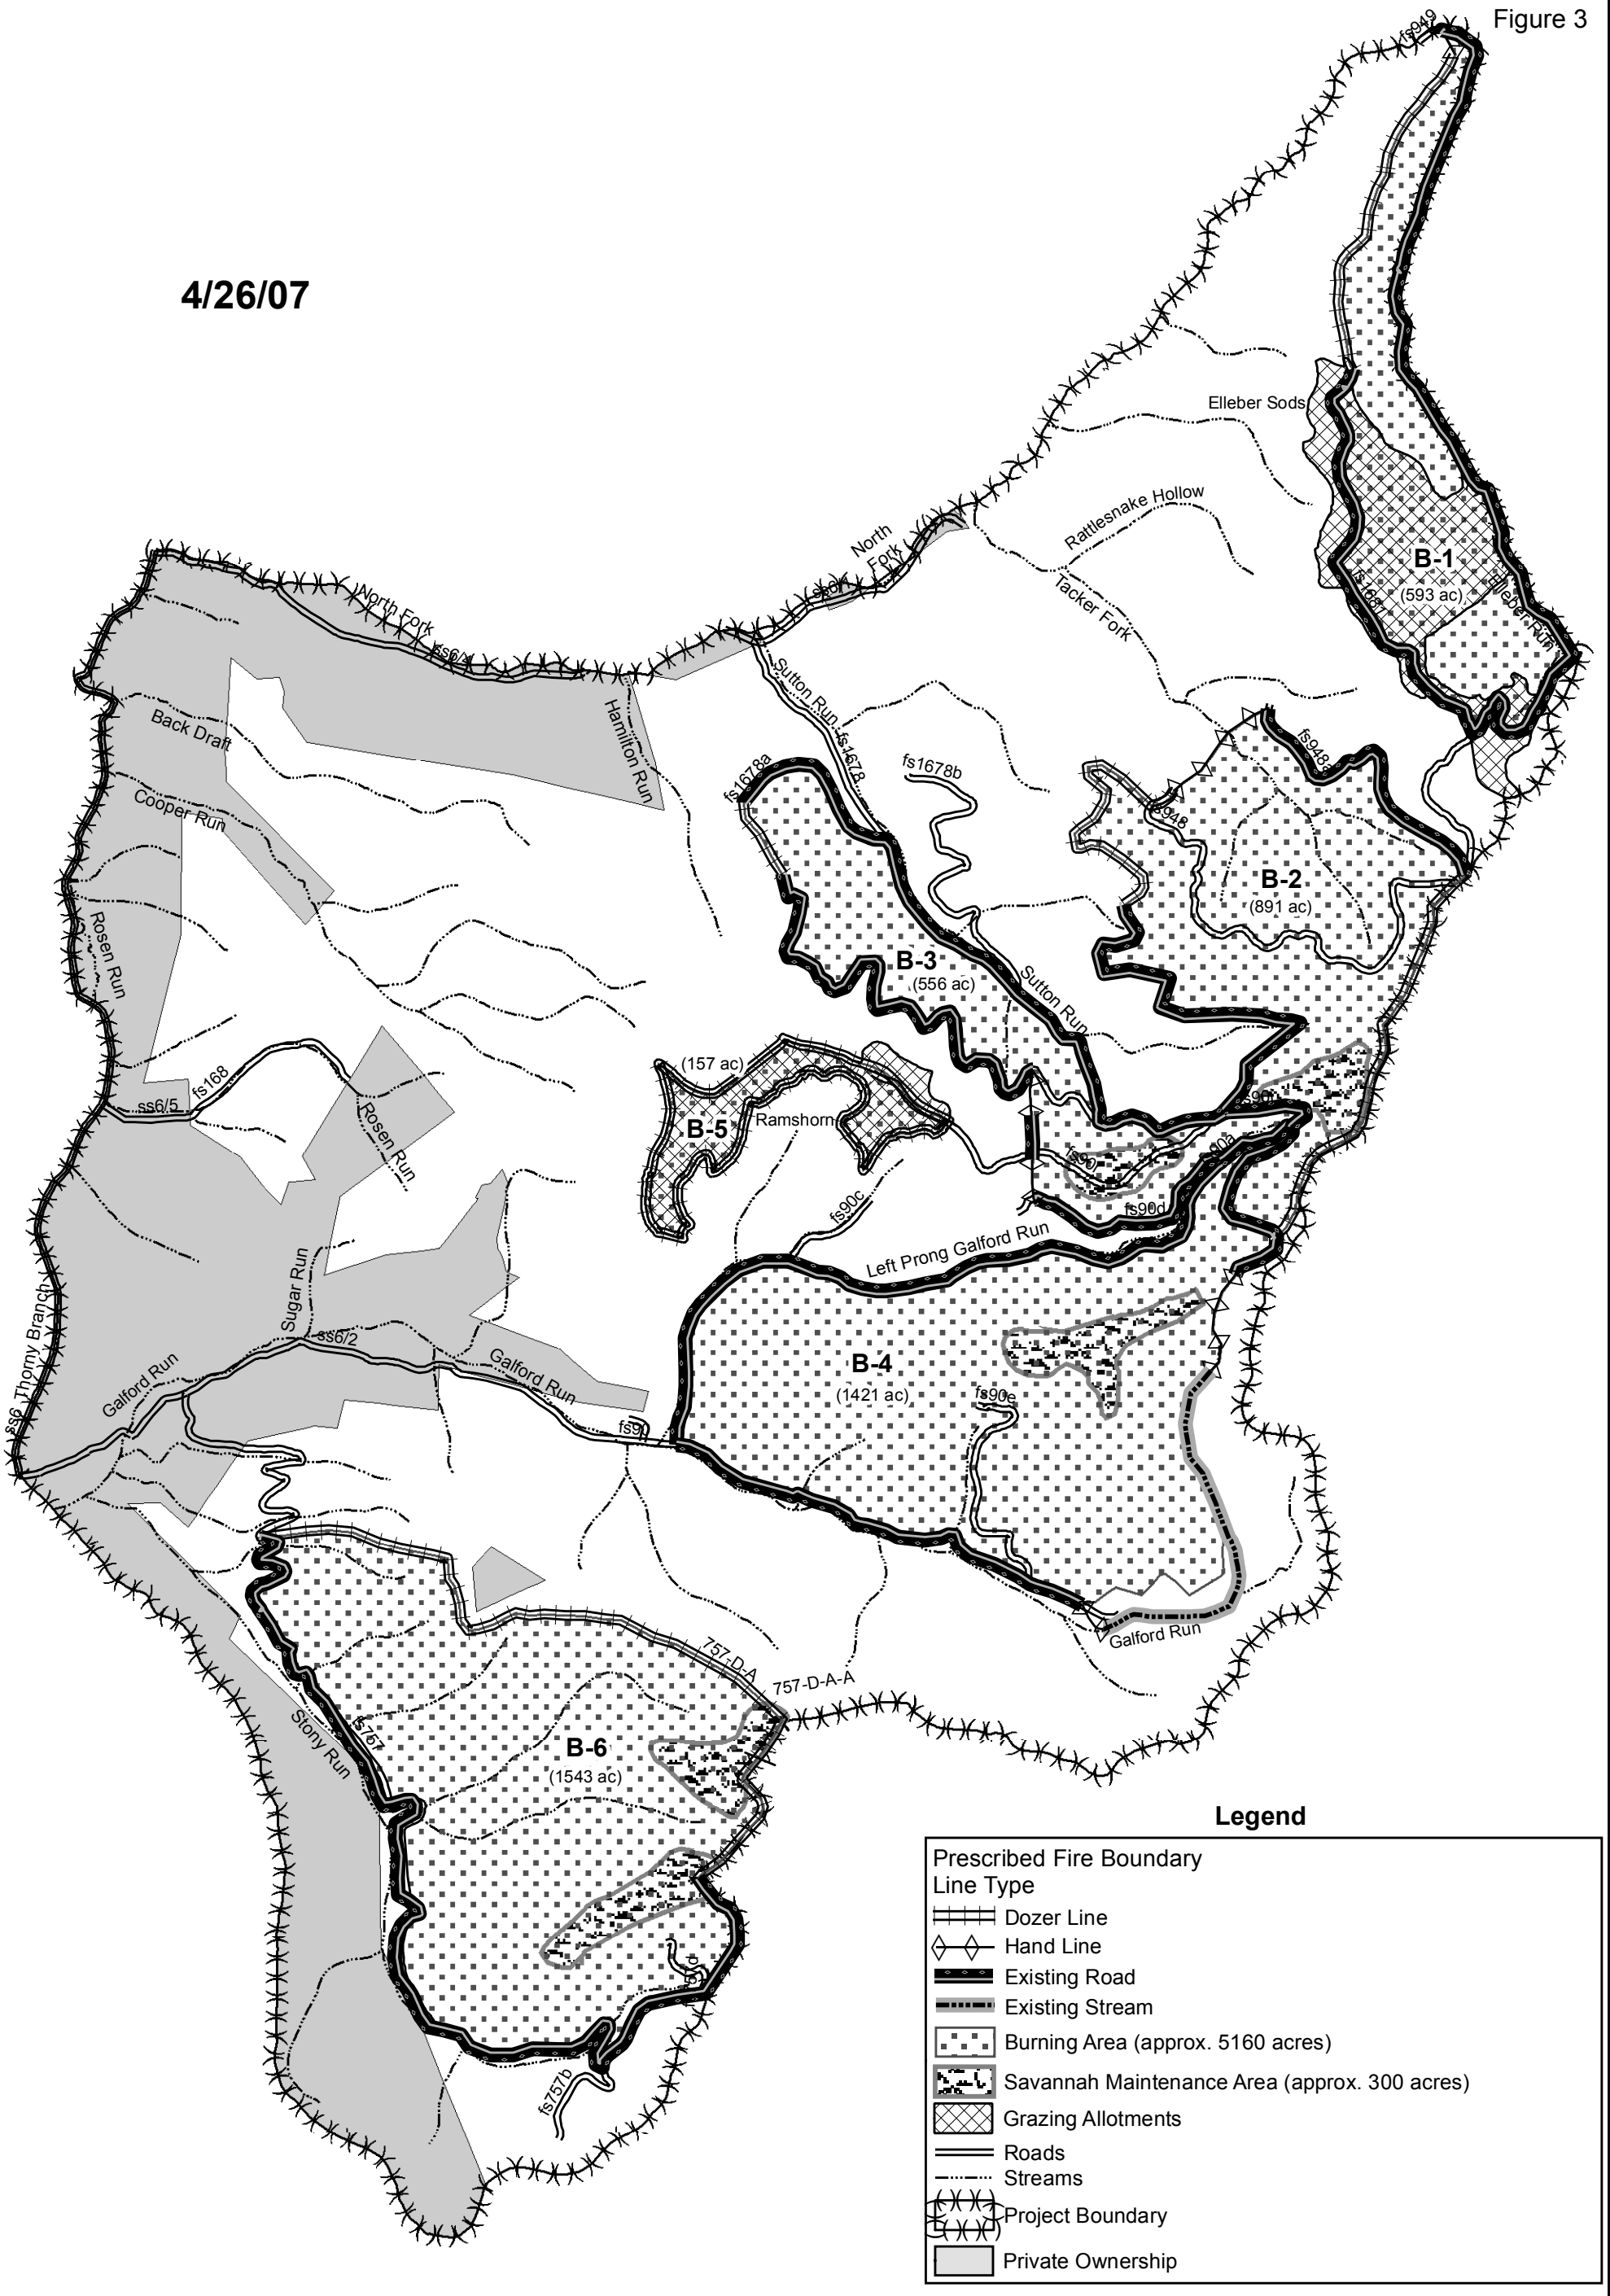 Figure 3
fs949
4/26/07
Elleber Sods
Rattlesnake Hollow
North
Fork
Tacker Fork
B-1
(593 ac)
Elleber Run
North Fork
ss6/4
Sutton Run
fs1678
Hamilton Run
Back Draft
Cooper Run
fs1678a
fs1678b
fs948a
fs948
B-2
(891 ac)
Rosen Run
B-3
(556 ac)
Sutton Run
(157 ac)
fs168
ss6/5
B-5
Ramshorn
Rosen Run
fs90
fs90d
fs90c
Left Prong Galford Run
Sugar Run
ss6/2
Thorny Branch
ss6
Galford Run
Galford Run
B-4
(1421 ac)
fs90e
fs90
Galford Run
757-D-A
757-D-A-A
Stony Run
fs757
B-6
(1543 ac)
fs757b
Legend
Prescribed Fire Boundary
Line Type
Dozer Line
Hand Line
Existing Road
Existing Stream
Burning Area (approx. 5160 acres)
Savannah Maintenance Area (approx. 300 acres)
Grazing Allotments
Roads
Streams
Project Boundary
Private Ownership